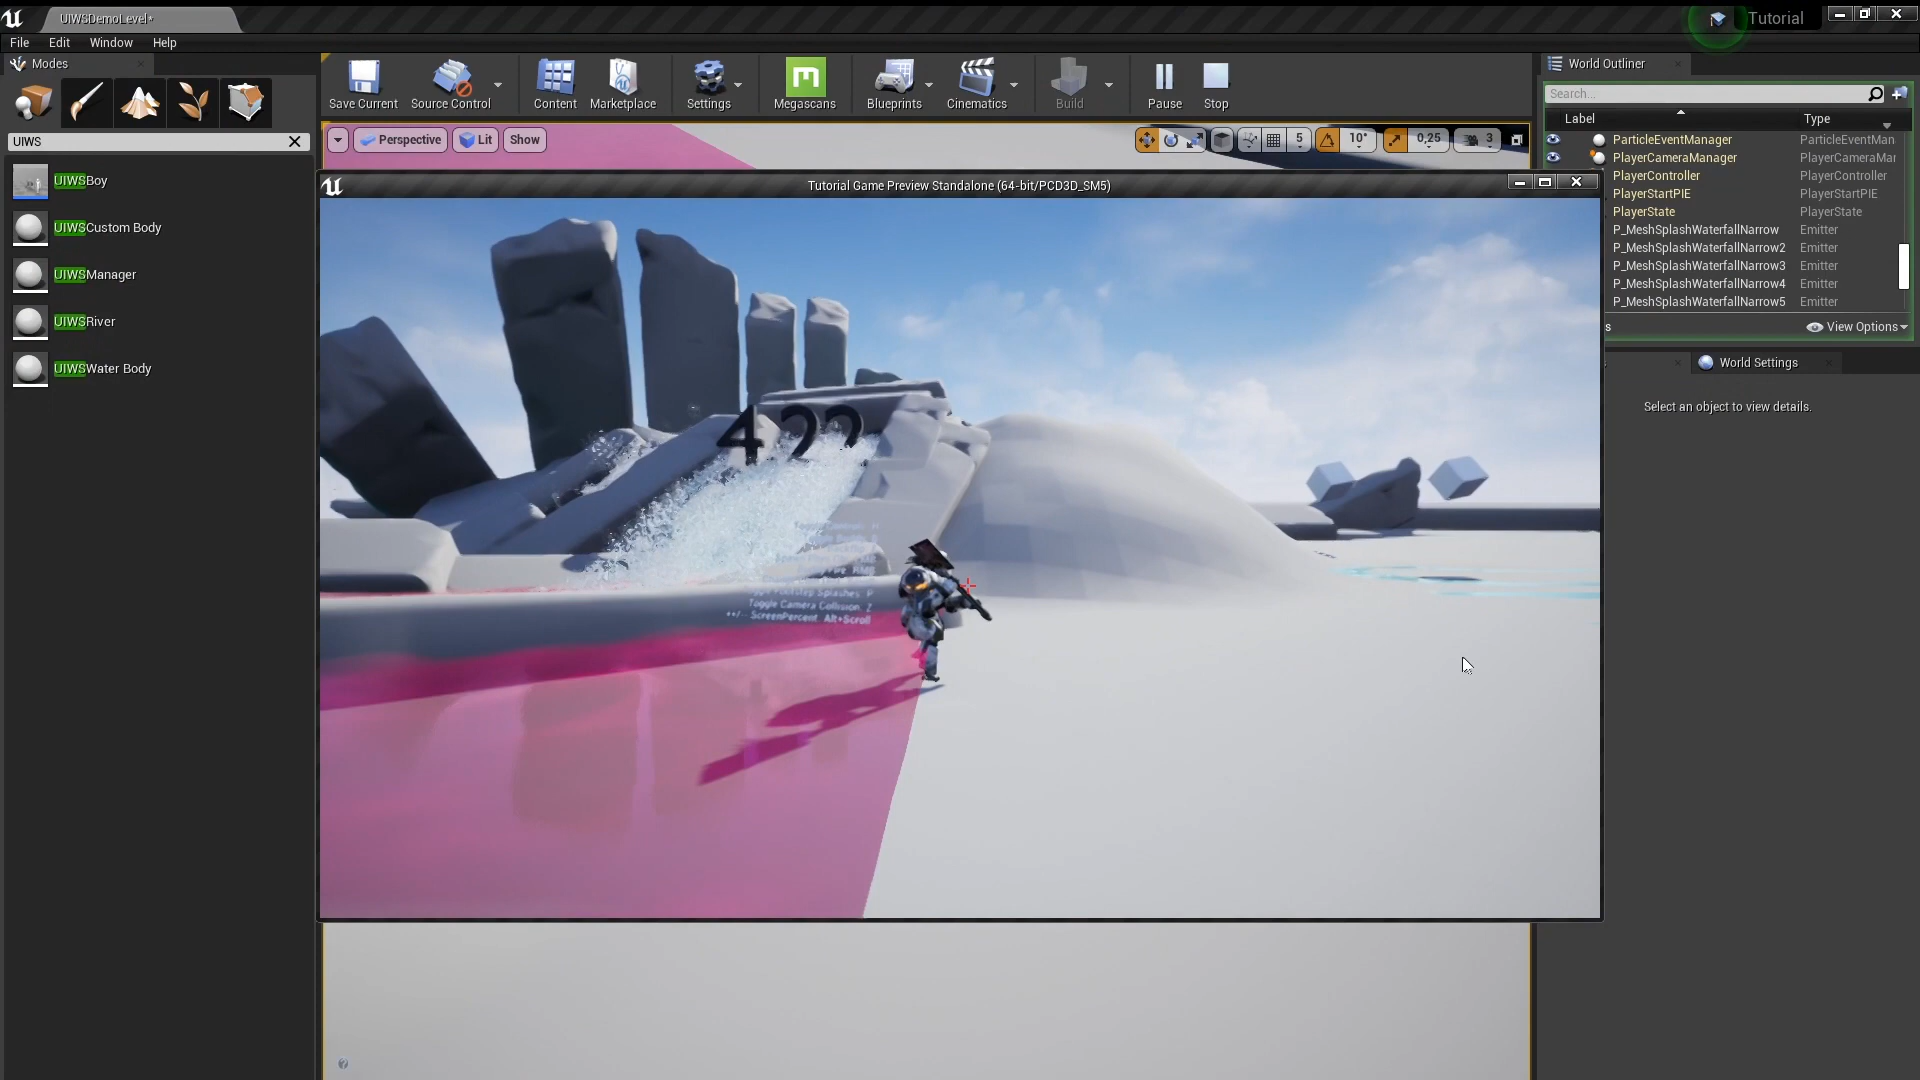 UIWSDemoLevel*
Tutorial
File Edit Window Help
Modes
Save Current
Source Control
Content
Marketplace
Settings
Megascans
Blueprints
Cinematics
Build
Pause
Stop
World Outliner
Search...
Label Type
UIWS
Perspective
Lit
Show
5
10°
0,25
3
ParticleEventManager ParticleEventMan
PlayerCameraManager PlayerCameraMar
PlayerController PlayerController
PlayerStartPIE PlayerStartPIE
PlayerState PlayerState
P_MeshSplashWaterfallNarrow Emitter
P_MeshSplashWaterfallNarrow2 Emitter
P_MeshSplashWaterfallNarrow3 Emitter
P_MeshSplashWaterfallNarrow4 Emitter
P_MeshSplashWaterfallNarrow5 Emitter
s View Options
World Settings
Select an object to view details.
UIWSBoy
UIWSCustom Body
UIWSManager
UIWSRiver
UIWSWater Body
Tutorial Game Preview Standalone (64-bit/PCD3D_SM5)
422
Footstep Splashes: P
Toggle Camera Collision: Z
++/-- ScreenPercent: Alt+Scroll